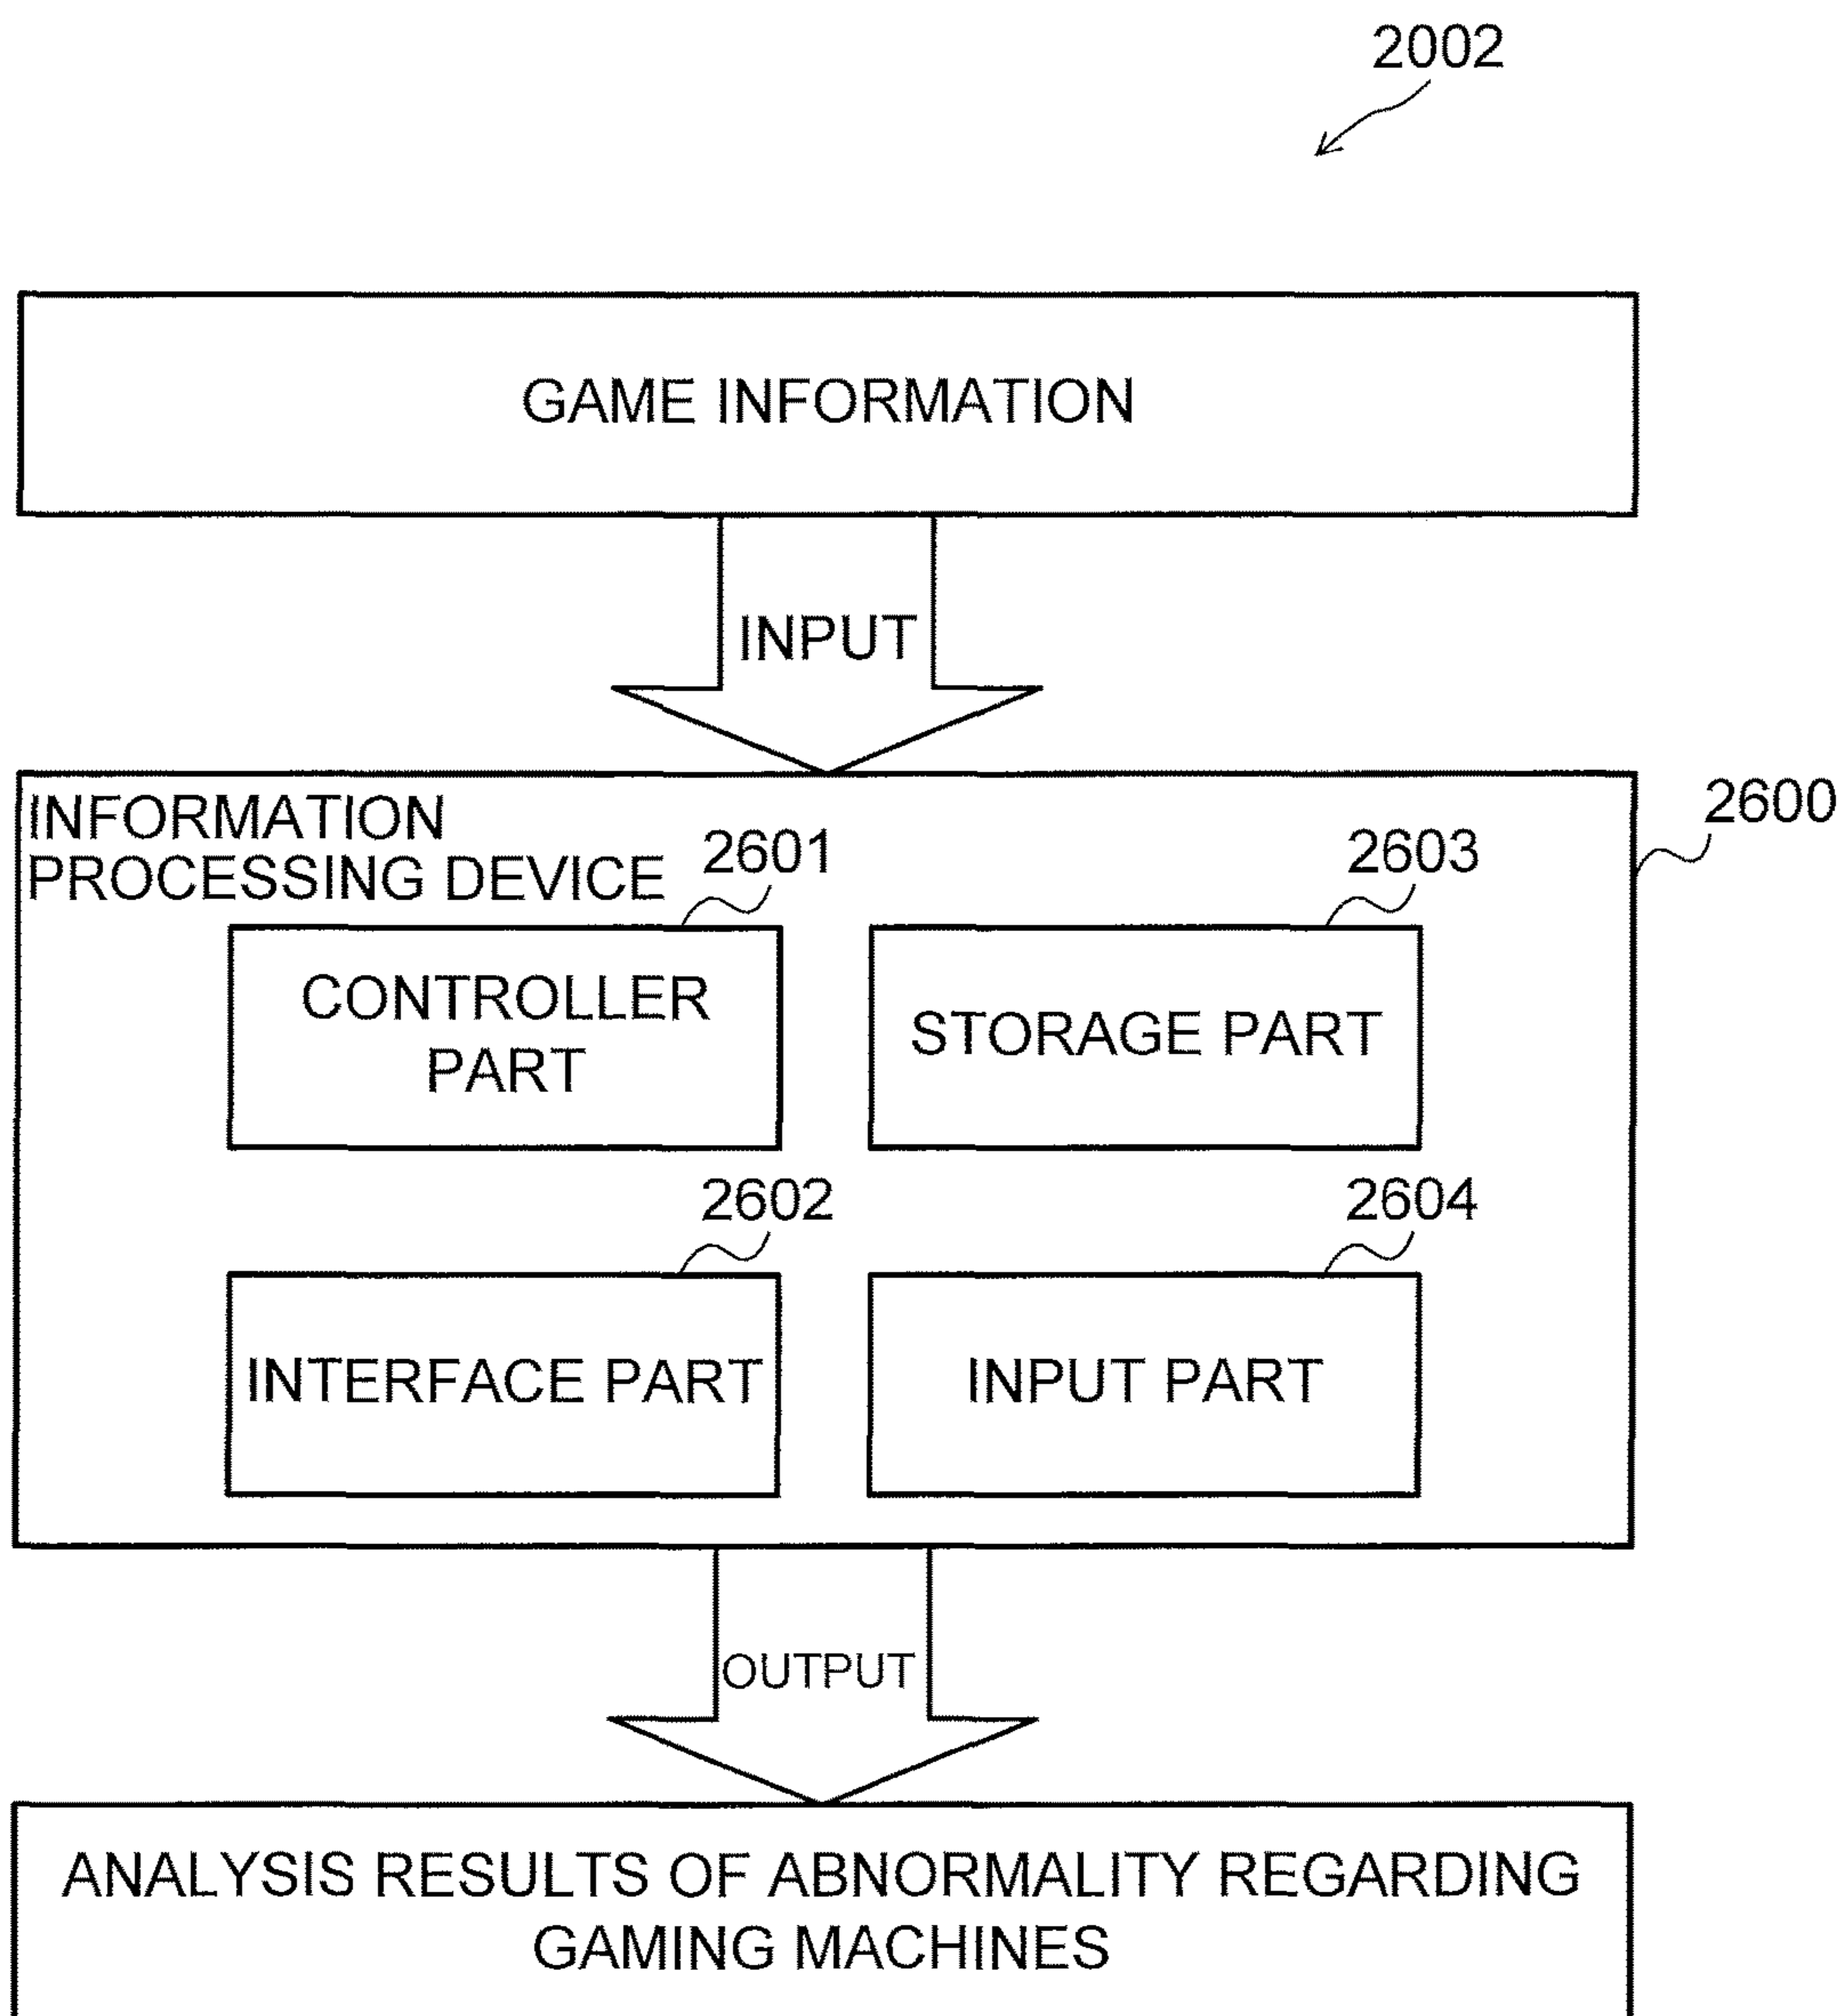 2002
GAME INFORMATION
INPUT
2600
INFORMATION
PROCESSING DEVICE
2601
2603
CONTROLLER
PART
STORAGE PART
2602
2604
INTERFACE PART
INPUT PART
OUTPUT
ANALYSIS RESULTS OF ABNORMALITY REGARDING
GAMING MACHINES